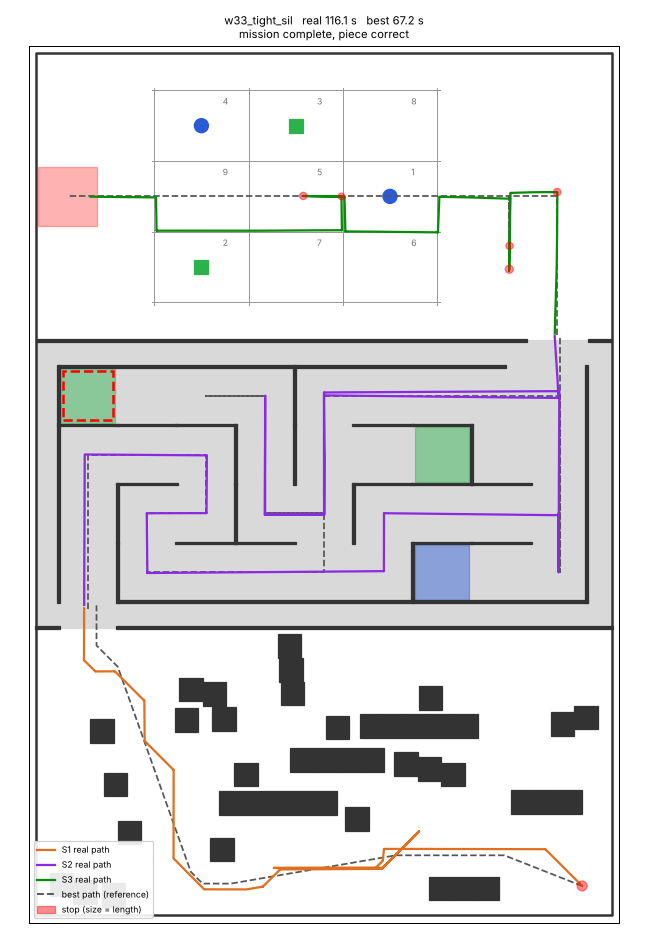 w33_tight_sil   real 116.1 s   best 67.2 s
mission complete, piece correct
4
3
8
9
5
1
2
7
6
S1 real path
S2 real path
S3 real path
best path (reference)
stop (size = length)